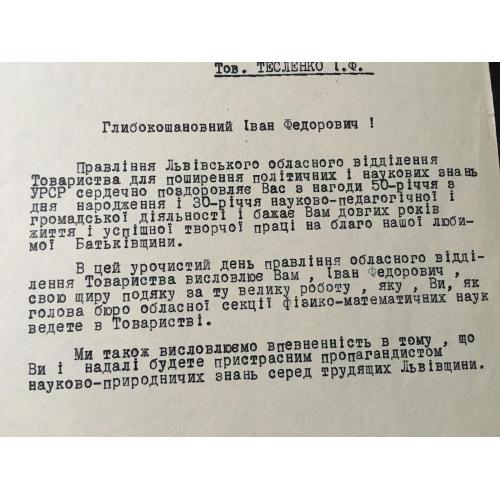 Тов. ТЕСЛЕНКО І.Ф.
Глибокошановний Іван Федорович !
Правління Львівського обласного відділення
Товариства для поширення політичних і наукових знань
УРСР сердечно поздоровляє Вас з нагоди 50-річчя з
дня народження і 30-річчя науково-педагогічної і
громадської діяльності і бажає Вам довгих років
життя і успішної творчої праці на благо нашої люби-
мої Батьківщини.
В цей урочистий день правління обласного відді-
лення Товариства висловлює Вам , Іван Федорович ,
свою щиру подяку за ту велику роботу , яку , Ви, як
голова бюро обласної секції фізико-математичних наук
ведете в Товаристві.
Ми також висловлюємо впевненність в тому , що
Ви і надалі будете пристрасним пропагандистом
науково-природничих знань серед трудящих Львівщини.